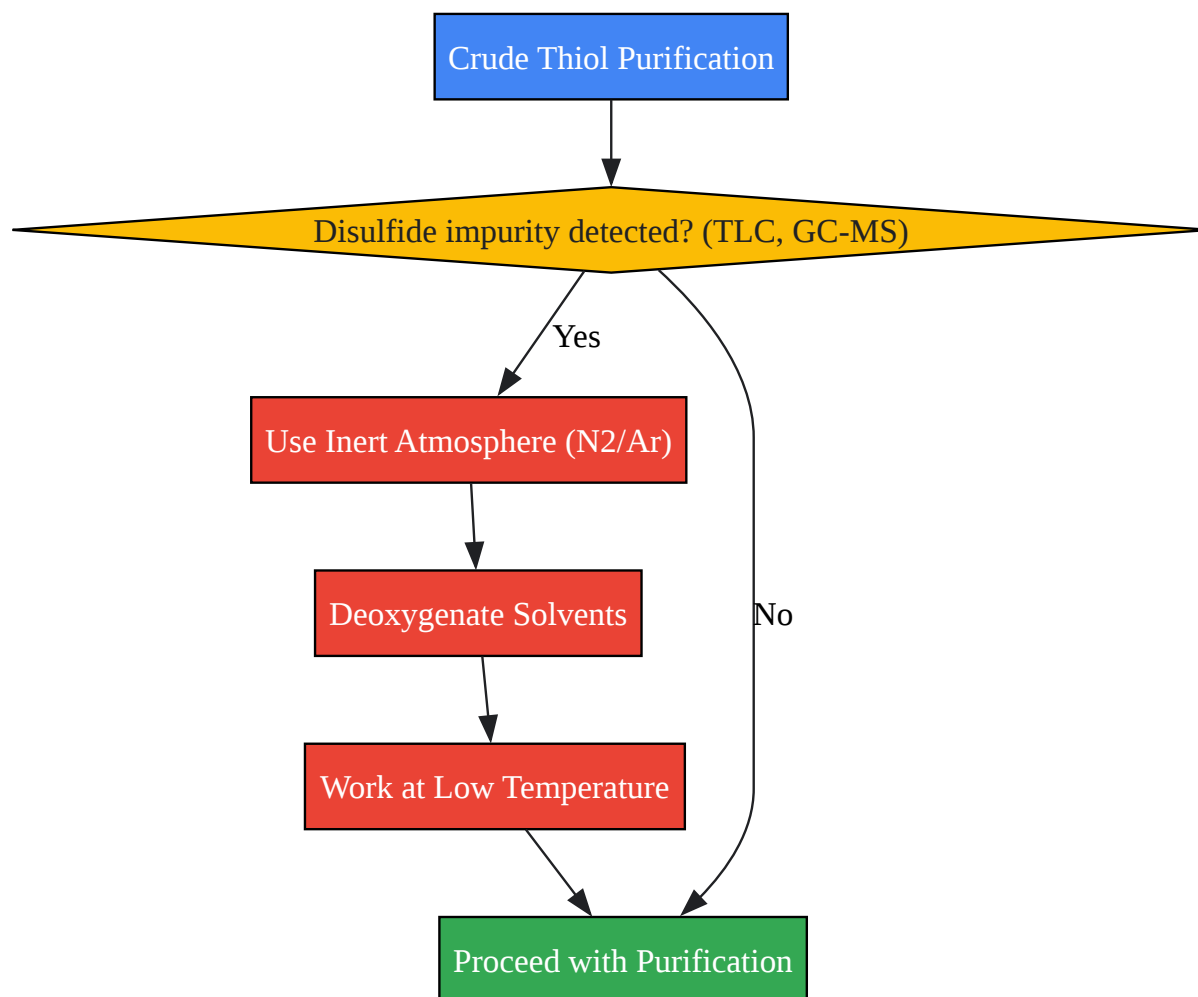 Crude Thiol Purification
Disulfide impurity detected? (TLC, GC-MS)
Yes
Use Inert Atmosphere (N2/Ar)
Deoxygenate Solvents
No
Work at Low Temperature
Proceed with Purification